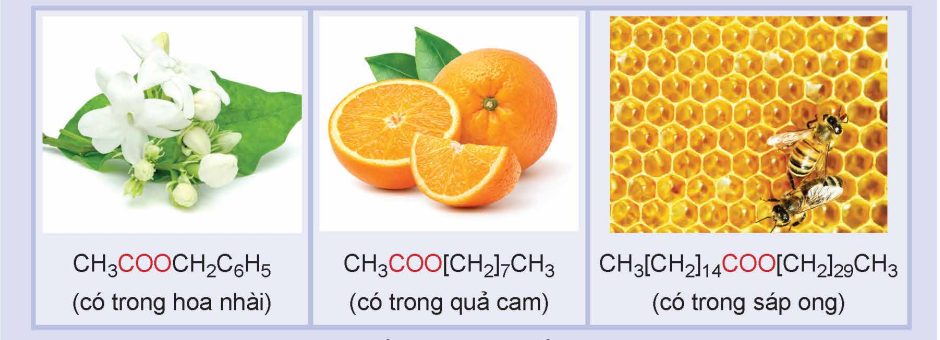 CH₃COOCH₂C₆H₅
(có trong hoa nhài)
CH₃COO[CH₂]₇CH₃
(có trong quả cam)
CH₃[CH₂]₁₄COO[CH₂]₂₉CH₃
(có trong sáp ong)